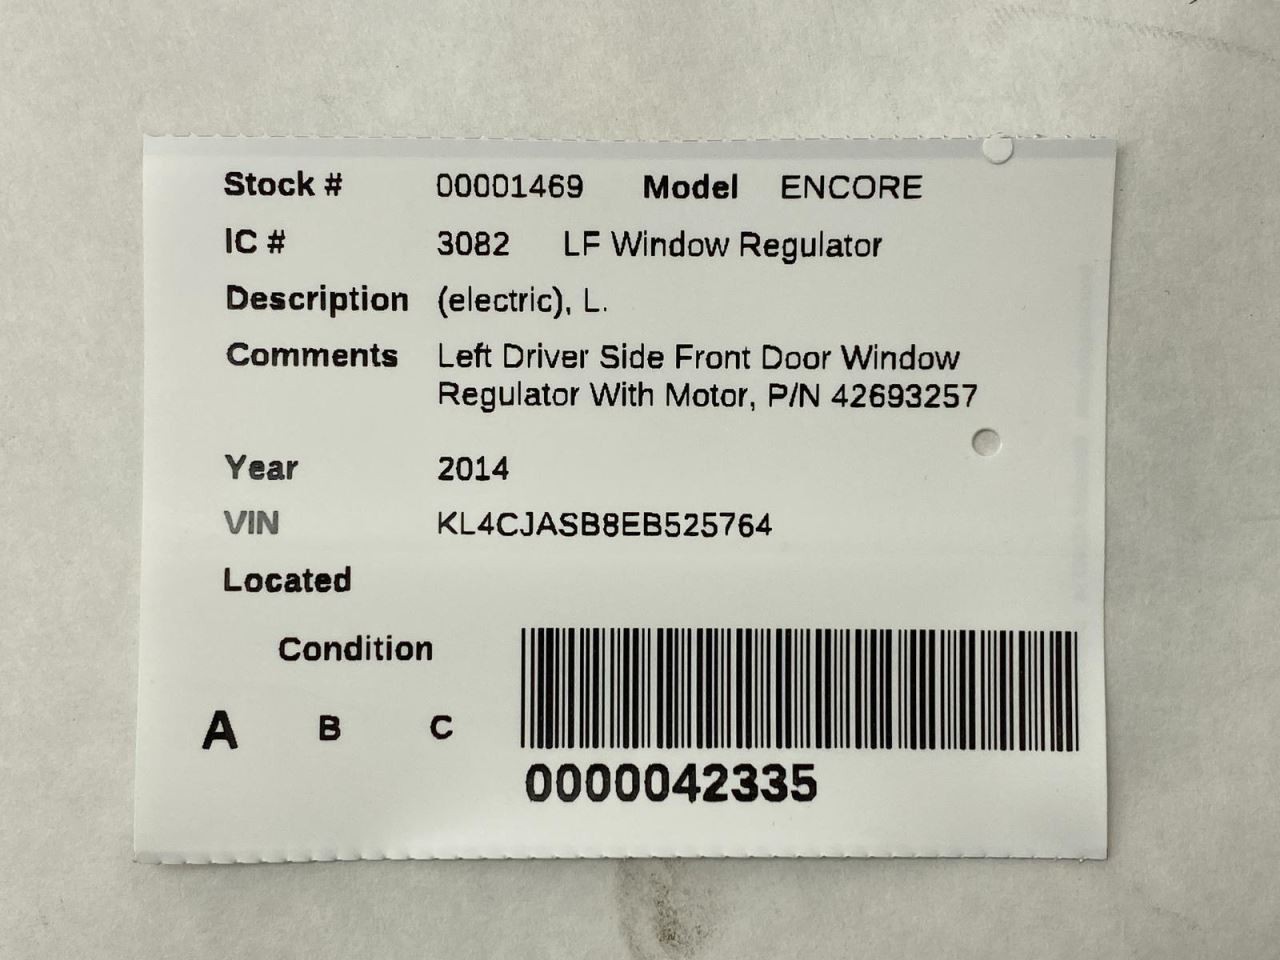 Stock # 00001469 Model ENCORE
IC # 3082 LF Window Regulator
Description (electric), L.
Comments Left Driver Side Front Door Window
Regulator With Motor, P/N 42693257
Year 2014
VIN KL4CJASB8EB525764
Located
Condition
A B C
0000042335